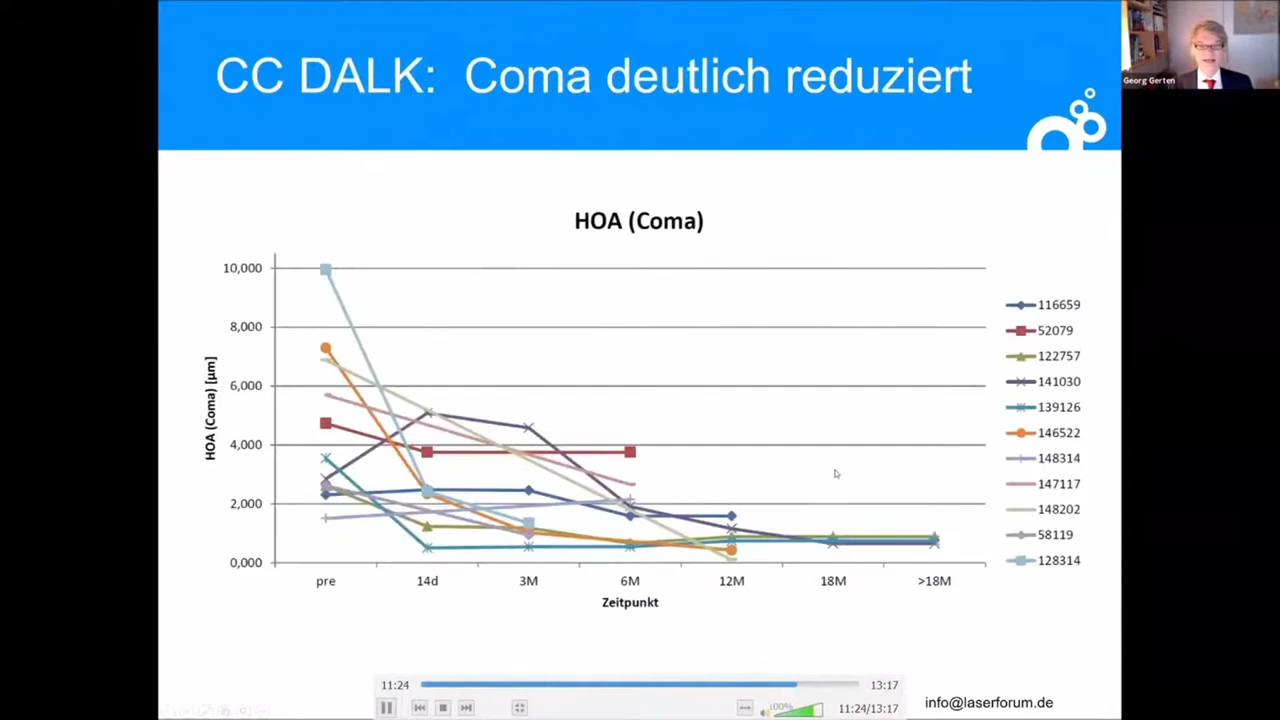 CC DALK: Coma deutlich reduziert
Georg Gerten
HOA (Coma)
HOA (Coma) [µm]
10,000
8,000
6,000
4,000
2,000
0,000
pre 14d 3M 6M 12M 18M >18M
Zeitpunkt
116659
52079
122757
141030
139126
146522
148314
147117
148202
58119
128314
11:24
13:17
11:24/13:17
info@laserforum.de